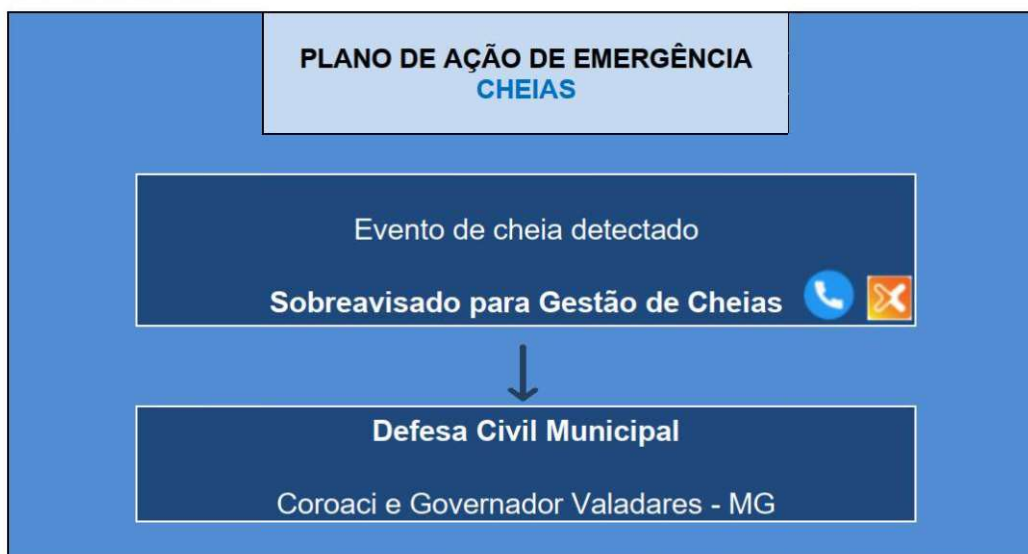 PLANO DE AÇÃO DE EMERGÊNCIA
CHEIAS
Evento de cheia detectado
Sobreavisado para Gestão de Cheias
Defesa Civil Municipal
Coroaci e Governador Valadares - MG